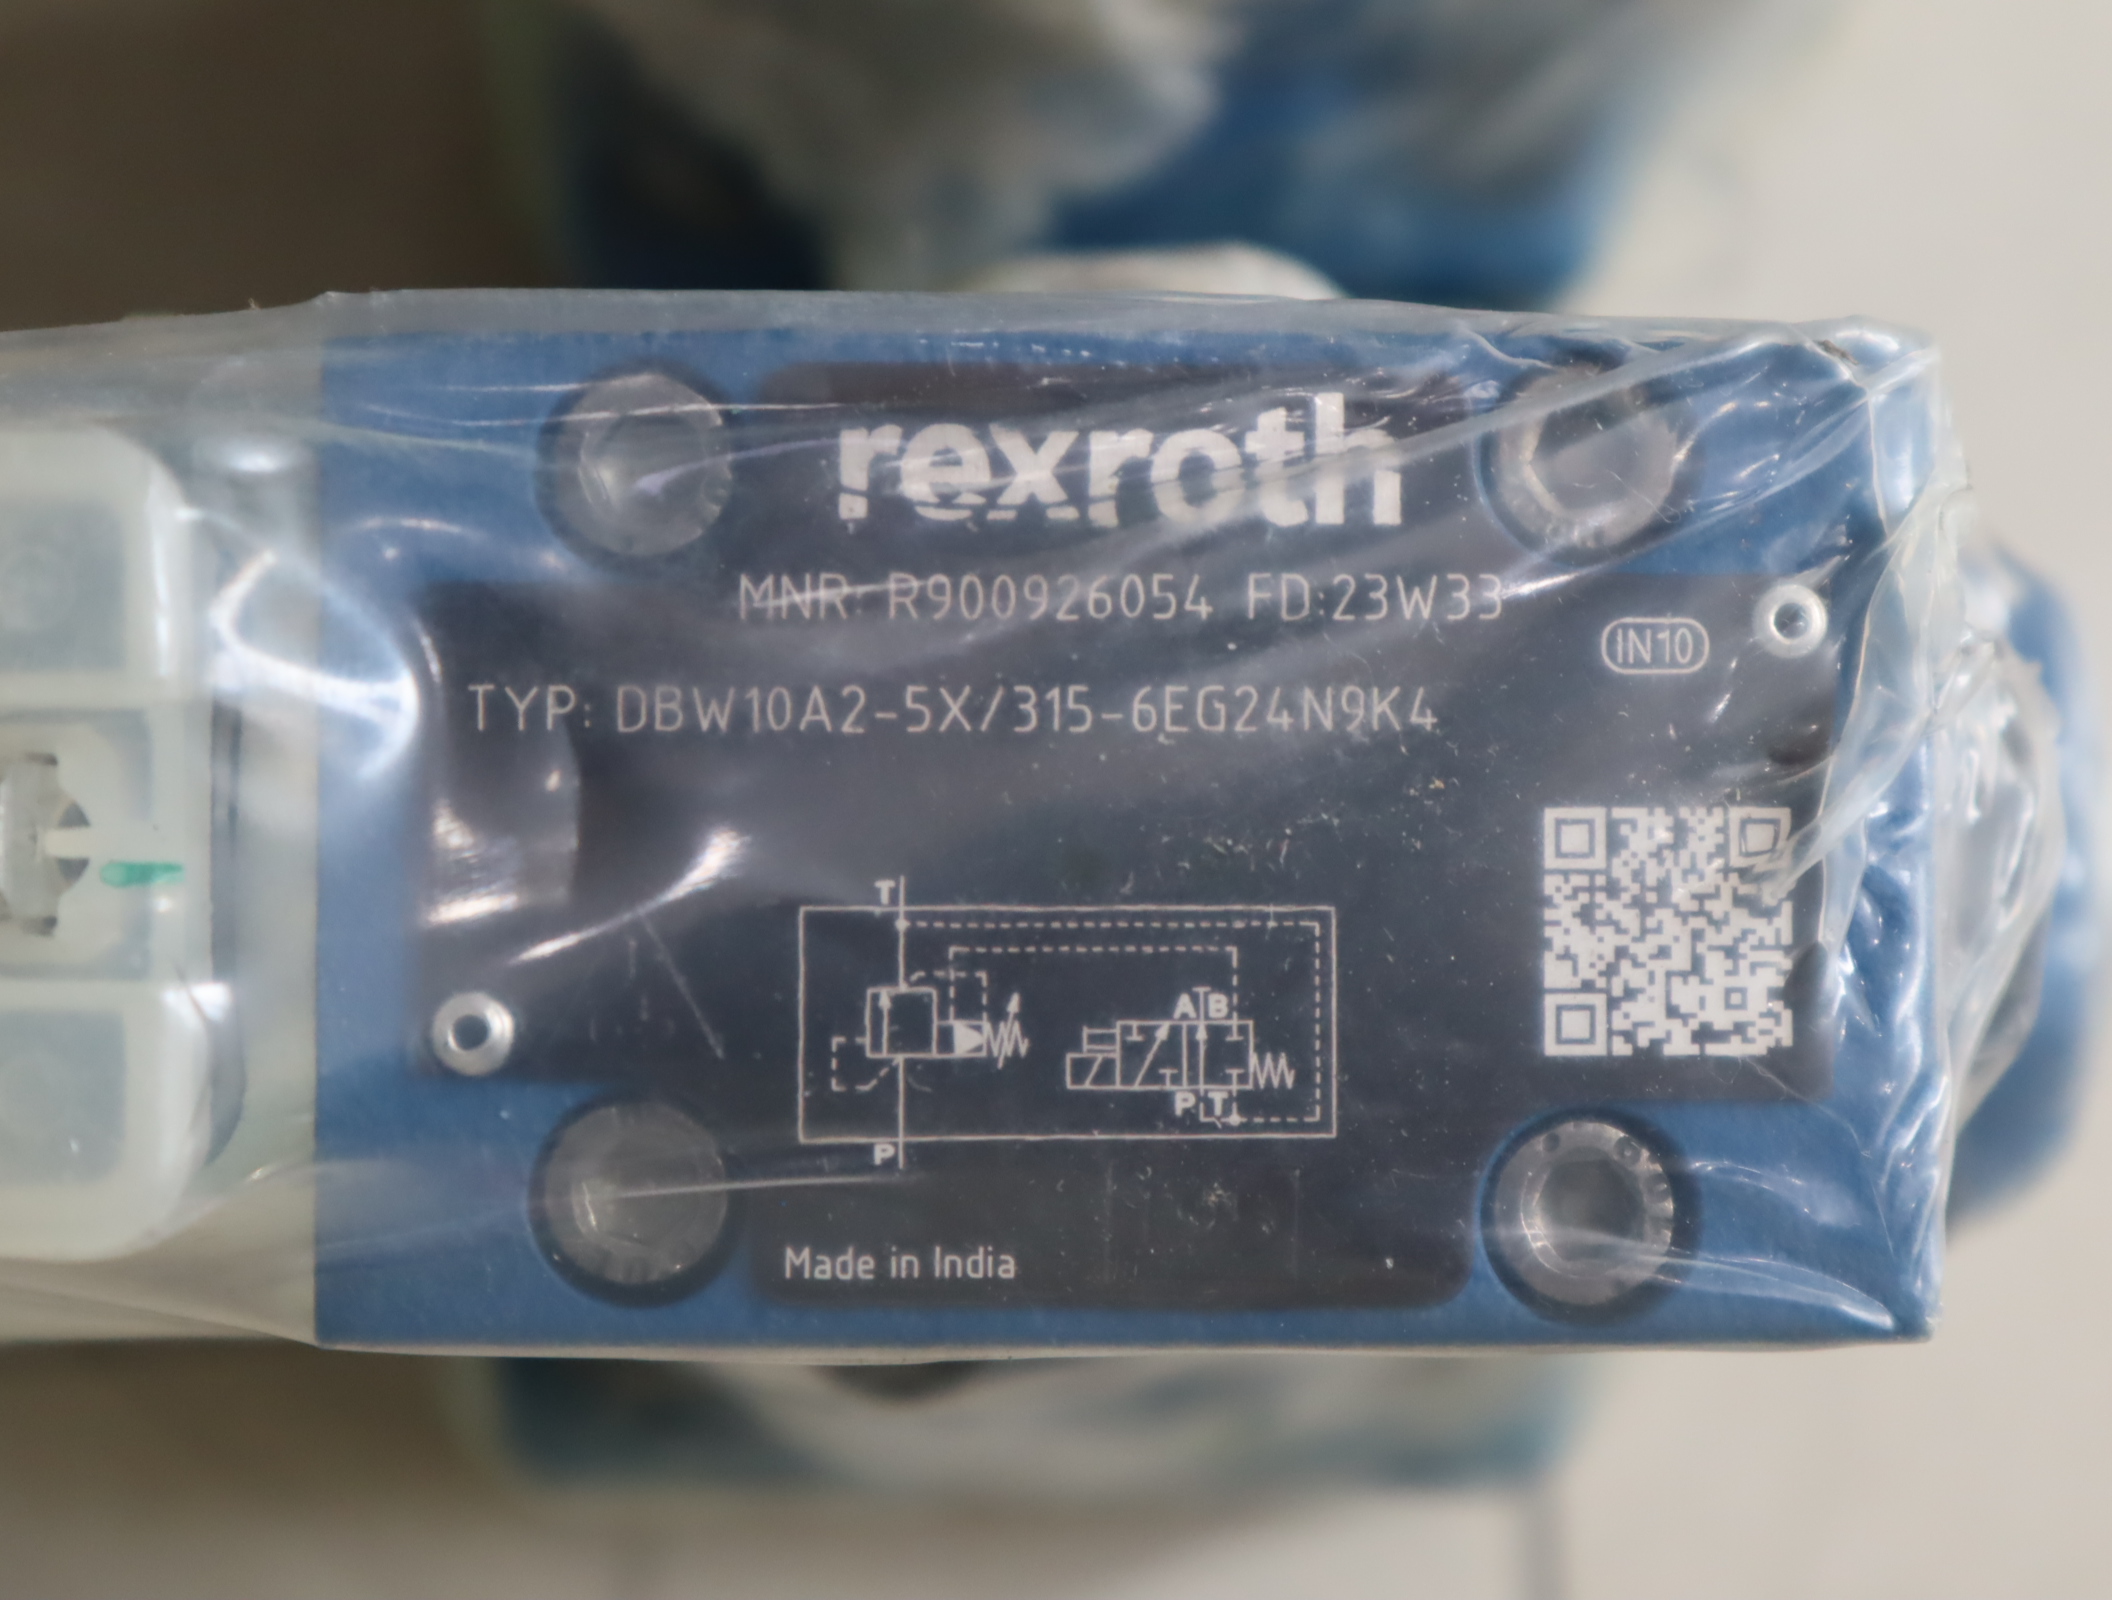 rexroth
MNR: R900926054 FD:23W33
IN10
TYP: DBW10A2-5X/315-6EG24N9K4
T
A B
P T
P
Made in India